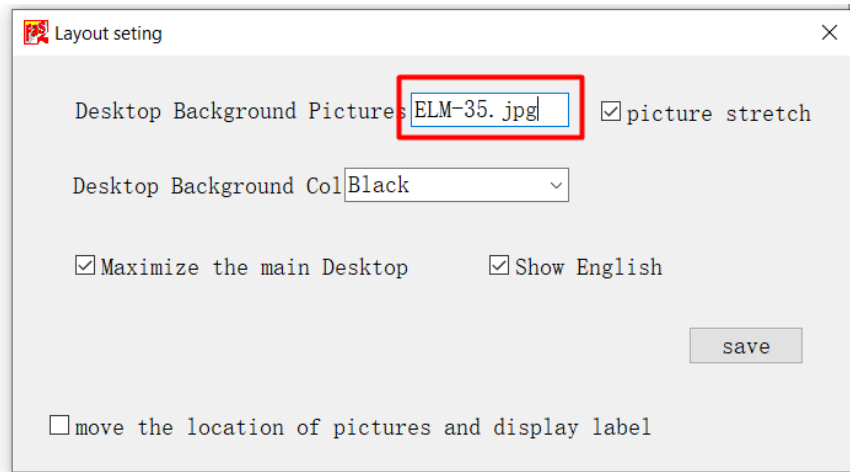 Layout seting
Desktop Background Pictures ELM-35.jpg picture stretch
Desktop Background Col Black
Maximize the main Desktop Show English
save
move the location of pictures and display label